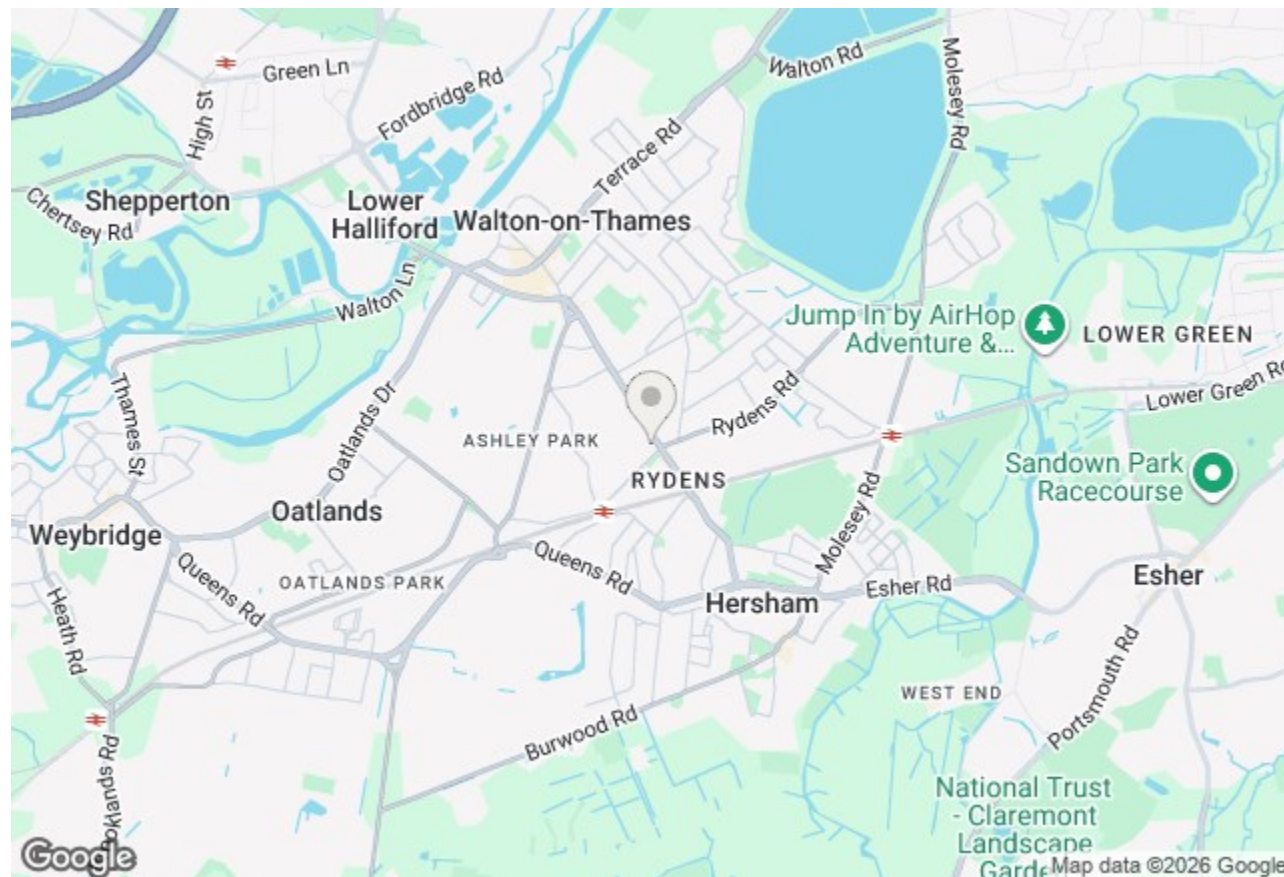 Green Ln
Fordbridge Rd
High St
Walton Rd
Molesey Rd
Terrace Rd
Shepperton
Lower
Halliford
Walton-on-Thames
Chertsey Rd
Walton Ln
Jump In by AirHop
Adventure &...
LOWER GREEN
Lower Green Rd
Thames St
Oatlands Dr
Rydens Rd
ASHLEY PARK
RYDENS
Sandown Park
Racecourse
Oatlands
Weybridge
Queens Rd
OATLANDS PARK
Queens Rd
Molesey Rd
Esher Rd
Esher
Hersham
Heath Rd
WEST END
Portsmouth Rd
Burwood Rd
National Trust
- Claremont
Landscape
Google
Map data ©2026 Google